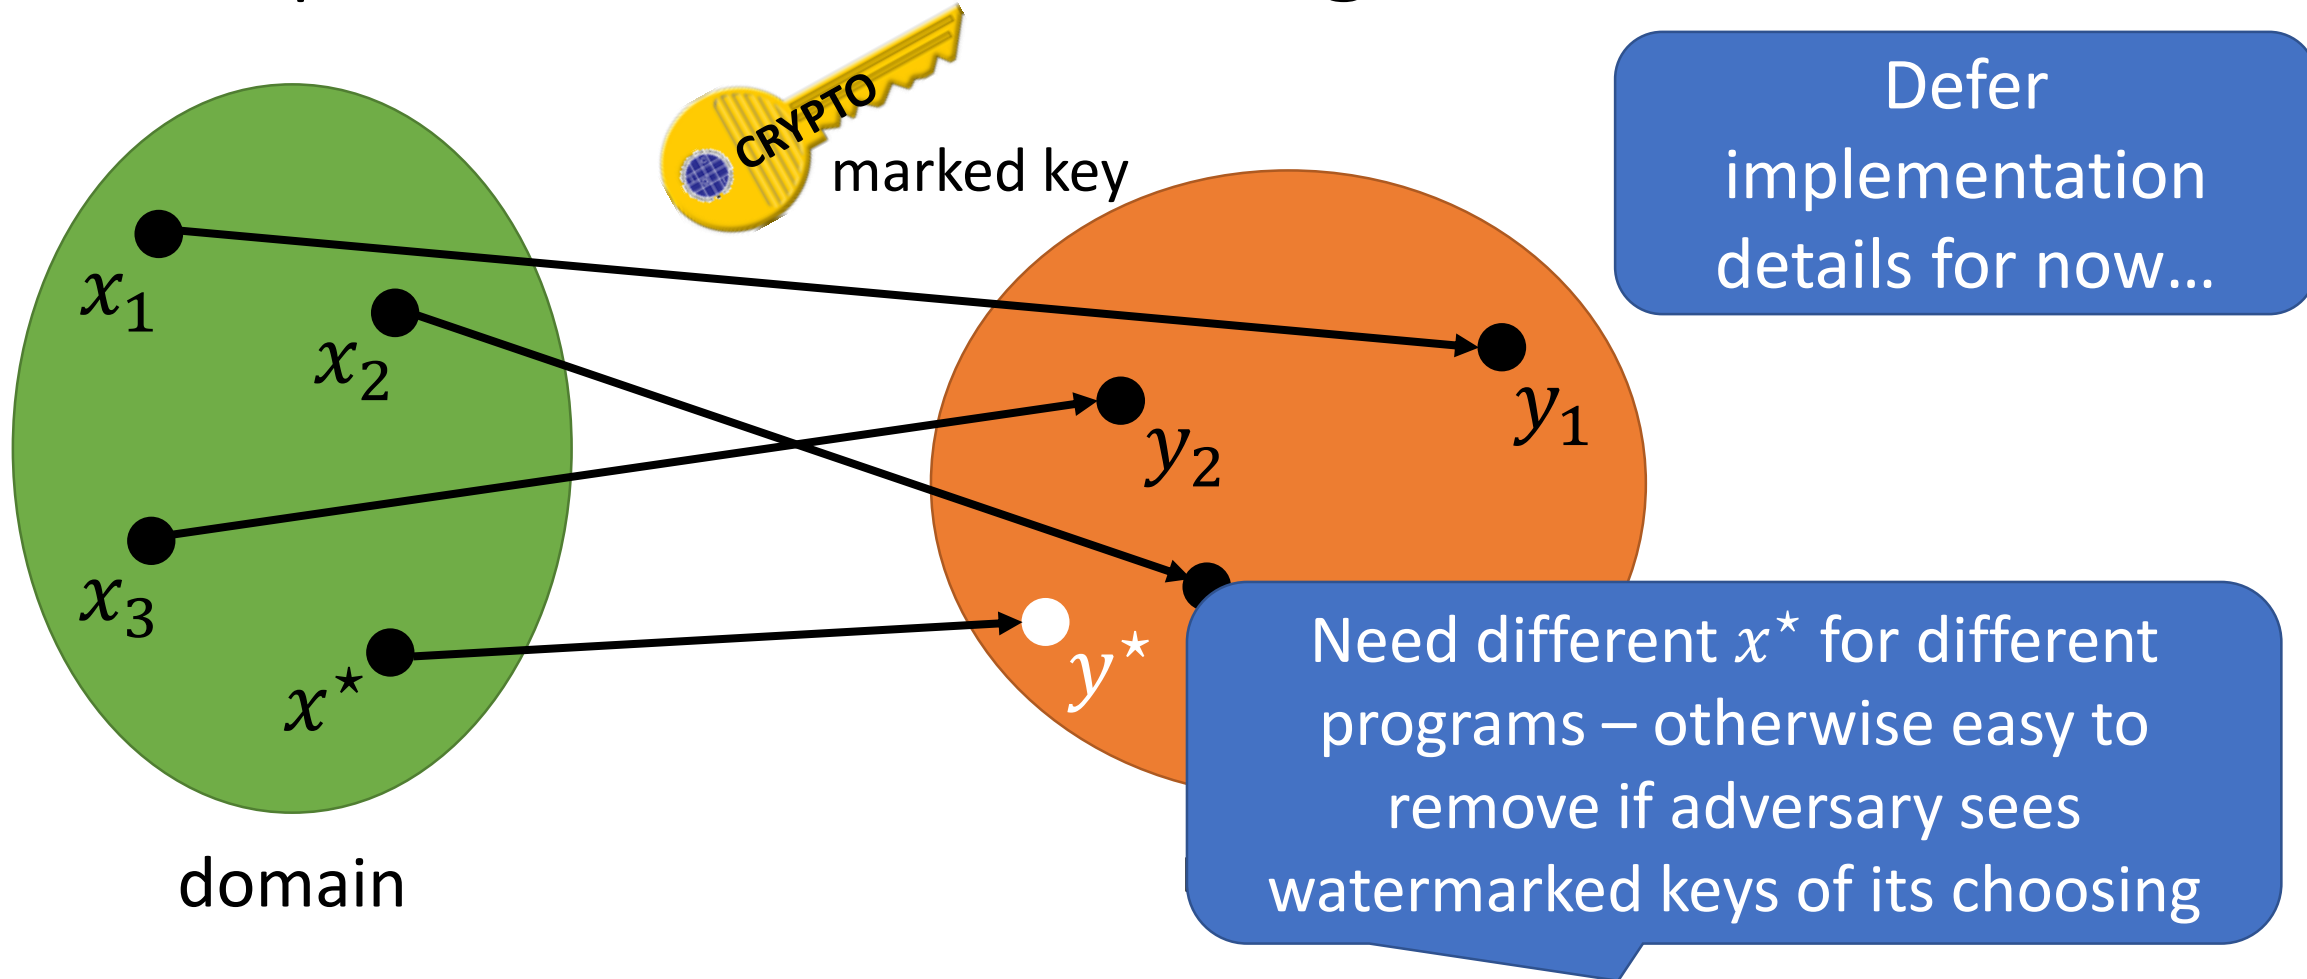 CRYPTO
marked key
Defer
implementation
details for now…
x₁
x₂
x₃
x⋆
y₁
y₂
y⋆
domain
Need different x⋆ for different
programs – otherwise easy to
remove if adversary sees
watermarked keys of its choosing